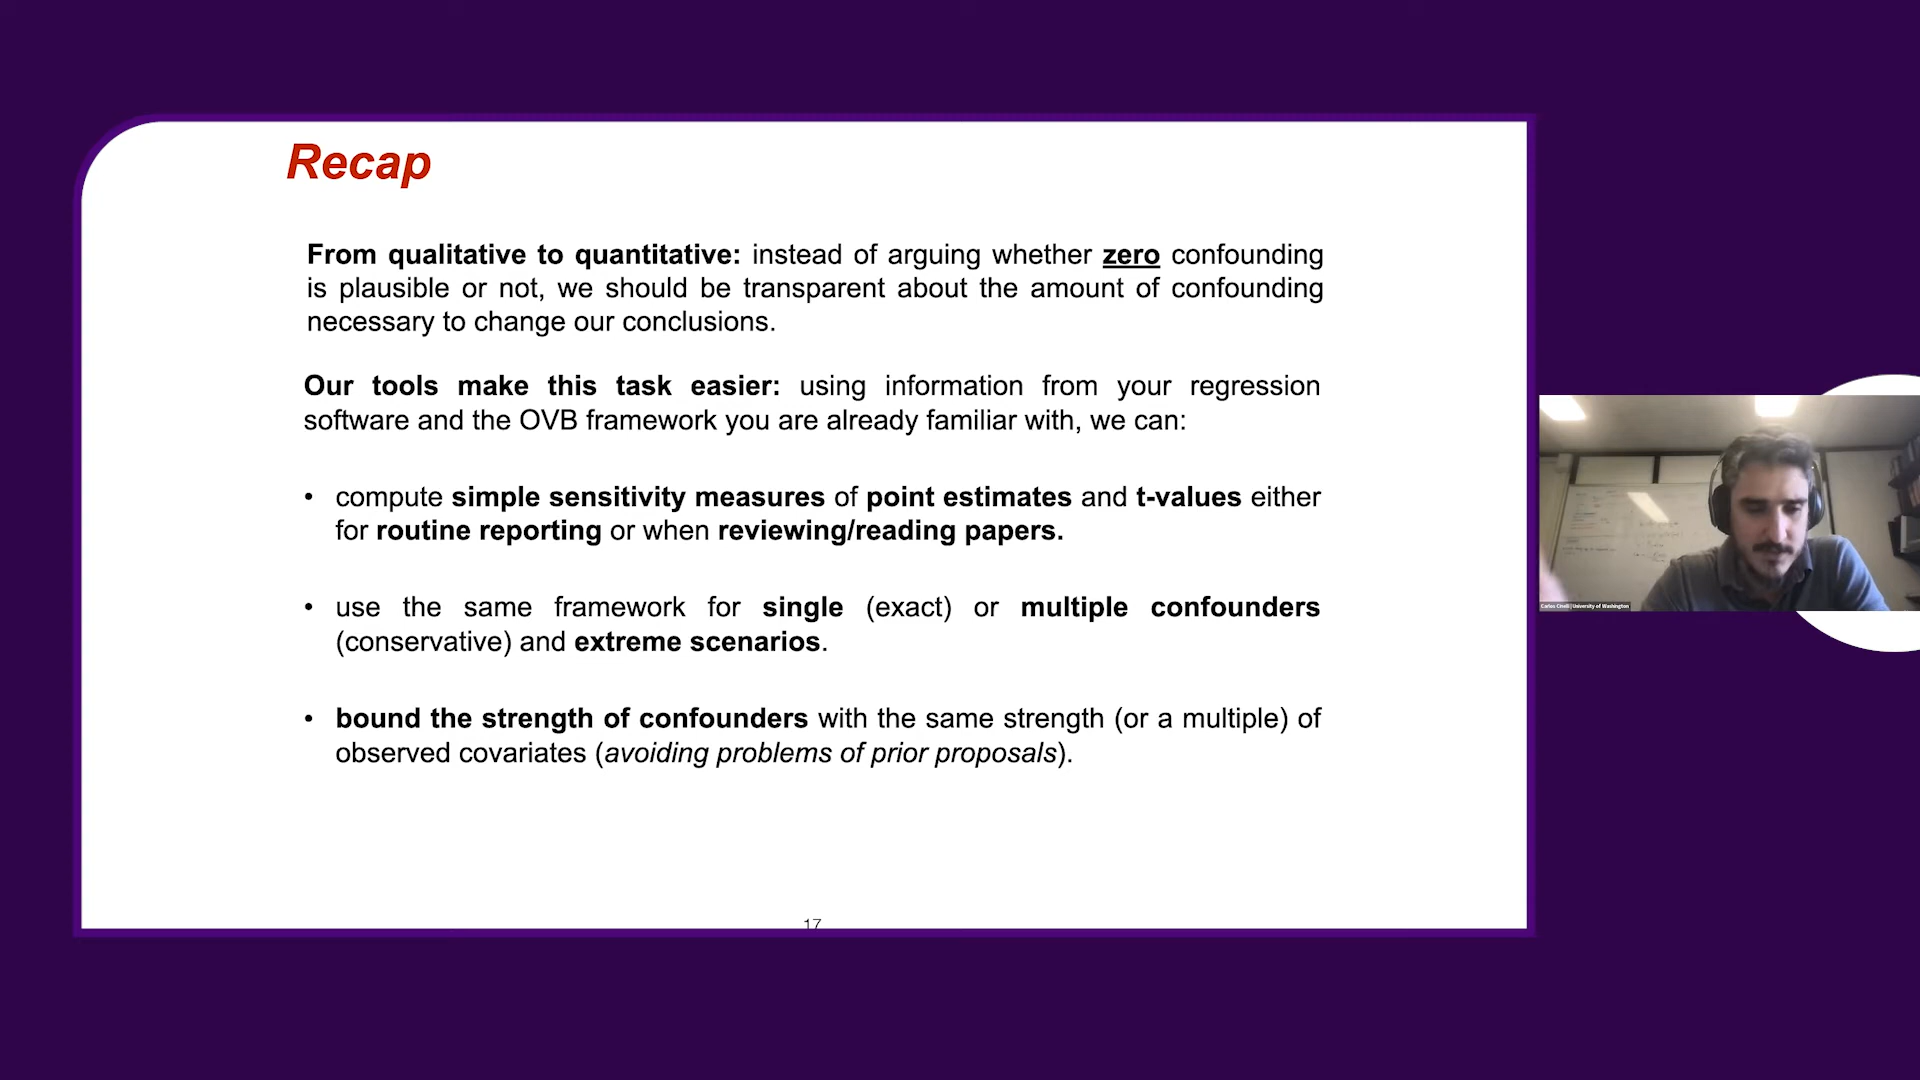 Recap
From qualitative to quantitative: instead of arguing whether zero confounding
is plausible or not, we should be transparent about the amount of confounding
necessary to change our conclusions.
Our tools make this task easier: using information from your regression
software and the OVB framework you are already familiar with, we can:
• compute simple sensitivity measures of point estimates and t-values either
for routine reporting or when reviewing/reading papers.
• use the same framework for single (exact) or multiple confounders
(conservative) and extreme scenarios.
• bound the strength of confounders with the same strength (or a multiple) of
observed covariates (avoiding problems of prior proposals).
17
Carlos Cinelli | University of Washington